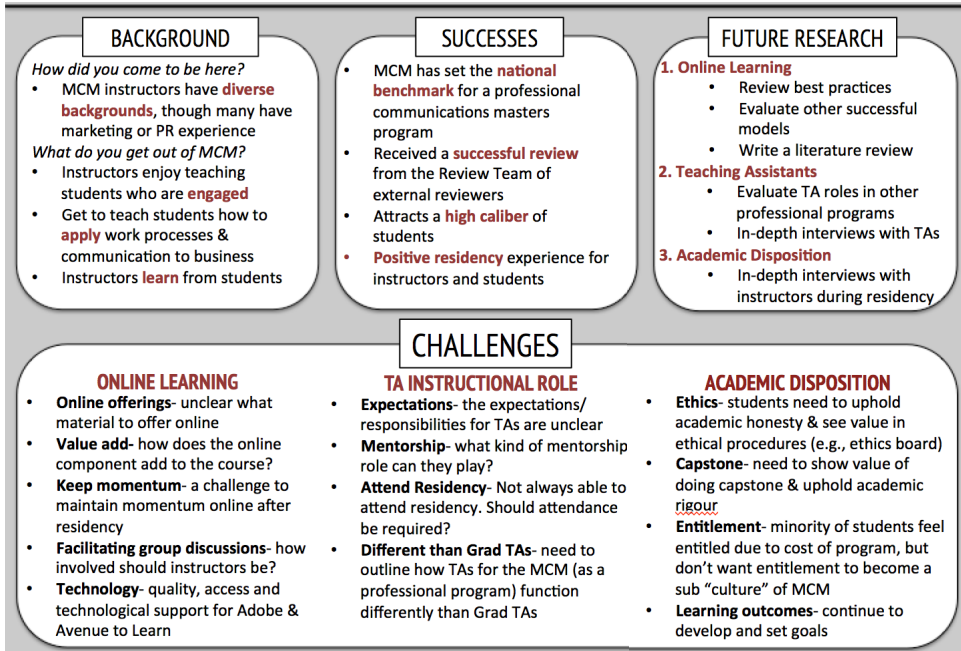 BACKGROUND
How did you come to be here?
• MCM instructors have diverse
backgrounds, though many have
marketing or PR experience
What do you get out of MCM?
• Instructors enjoy teaching
students who are engaged
• Get to teach students how to
apply work processes &
communication to business
• Instructors learn from students
SUCCESSES
• MCM has set the national
benchmark for a professional
communications masters
program
• Received a successful review
from the Review Team of
external reviewers
• Attracts a high caliber of
students
• Positive residency experience for
instructors and students
FUTURE RESEARCH
1. Online Learning
• Review best practices
• Evaluate other successful
models
• Write a literature review
2. Teaching Assistants
• Evaluate TA roles in other
professional programs
• In-depth interviews with TAs
3. Academic Disposition
• In-depth interviews with
instructors during residency
CHALLENGES
ONLINE LEARNING
• Online offerings- unclear what
material to offer online
• Value add- how does the online
component add to the course?
• Keep momentum- a challenge to
maintain momentum online after
residency
• Facilitating group discussions- how
involved should instructors be?
• Technology- quality, access and
technological support for Adobe &
Avenue to Learn
TA INSTRUCTIONAL ROLE
• Expectations- the expectations/
responsibilities for TAs are unclear
• Mentorship- what kind of mentorship
role can they play?
• Attend Residency- Not always able to
attend residency. Should attendance
be required?
• Different than Grad TAs- need to
outline how TAs for the MCM (as a
professional program) function
differently than Grad TAs
ACADEMIC DISPOSITION
• Ethics- students need to uphold
academic honesty & see value in
ethical procedures (e.g., ethics board)
• Capstone- need to show value of
doing capstone & uphold academic
rigour
• Entitlement- minority of students feel
entitled due to cost of program, but
don't want entitlement to become a
sub "culture" of MCM
• Learning outcomes- continue to
develop and set goals